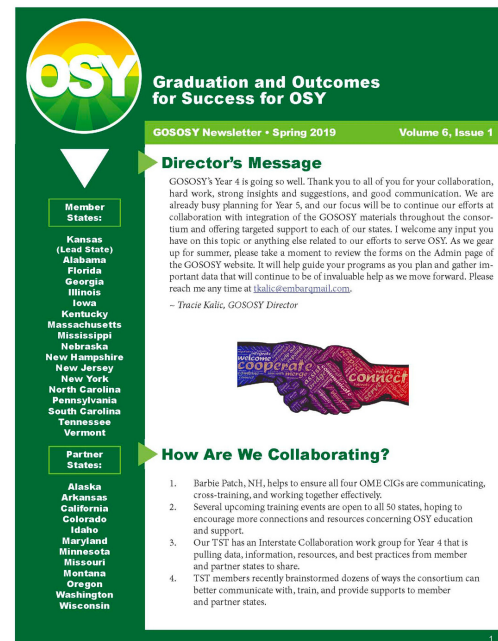 OSY
Graduation and Outcomes
for Success for OSY
GOSOSY Newsletter • Spring 2019
Volume 6, Issue 1
Member
States:
Kansas
(Lead State)
Alabama
Florida
Georgia
Illinois
Iowa
Kentucky
Massachusetts
Mississippi
Nebraska
New Hampshire
New Jersey
New York
North Carolina
Pennsylvania
South Carolina
Tennessee
Vermont
Partner
States:
Alaska
Arkansas
California
Colorado
Idaho
Maryland
Minnesota
Missouri
Montana
Oregon
Washington
Wisconsin
Director's Message
GOSOSY's Year 4 is going so well. Thank you to all of you for your collaboration,
hard work, strong insights and suggestions, and good communication. We are
already busy planning for Year 5, and our focus will be to continue our efforts at
collaboration with integration of the GOSOSY materials throughout the consor-
tium and offering targeted support to each of our states. I welcome any input you
have on this topic or anything else related to our efforts to serve OSY. As we gear
up for summer, please take a moment to review the forms on the Admin page of
the GOSOSY website. It will help guide your programs as you plan and gather im-
portant data that will continue to be of invaluable help as we move forward. Please
reach me any time at tkalic@embarqmail.com.
– Tracie Kalic, GOSOSY Director
welcome
cooperate
merge
connect
How Are We Collaborating?
1. Barbie Patch, NH, helps to ensure all four OME CIGs are communicating,
cross-training, and working together effectively.
2. Several upcoming training events are open to all 50 states, hoping to
encourage more connections and resources concerning OSY education
and support.
3. Our TST has an Interstate Collaboration work group for Year 4 that is
pulling data, information, resources, and best practices from member
and partner states to share.
4. TST members recently brainstormed dozens of ways the consortium can
better communicate with, train, and provide supports to member
and partner states.
1